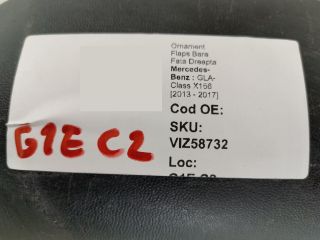 Ornament
Flaps Bara
Fata Dreapta
Mercedes-
Benz : GLA-
Class X156
[2013 - 2017]
Cod OE:
SKU:
VIZ58732
Loc:
G1E C2